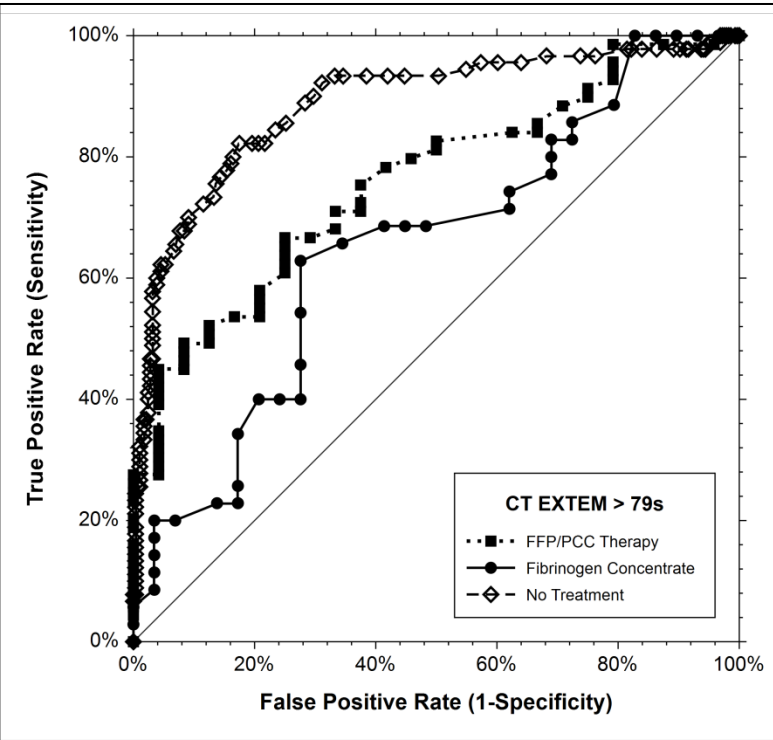 100%
80%
60%
40%
20%
0%
True Positive Rate (Sensitivity)
CT EXTEM > 79s
FFP/PCC Therapy
Fibrinogen Concentrate
No Treatment
0%
20%
40%
60%
80%
100%
False Positive Rate (1-Specificity)